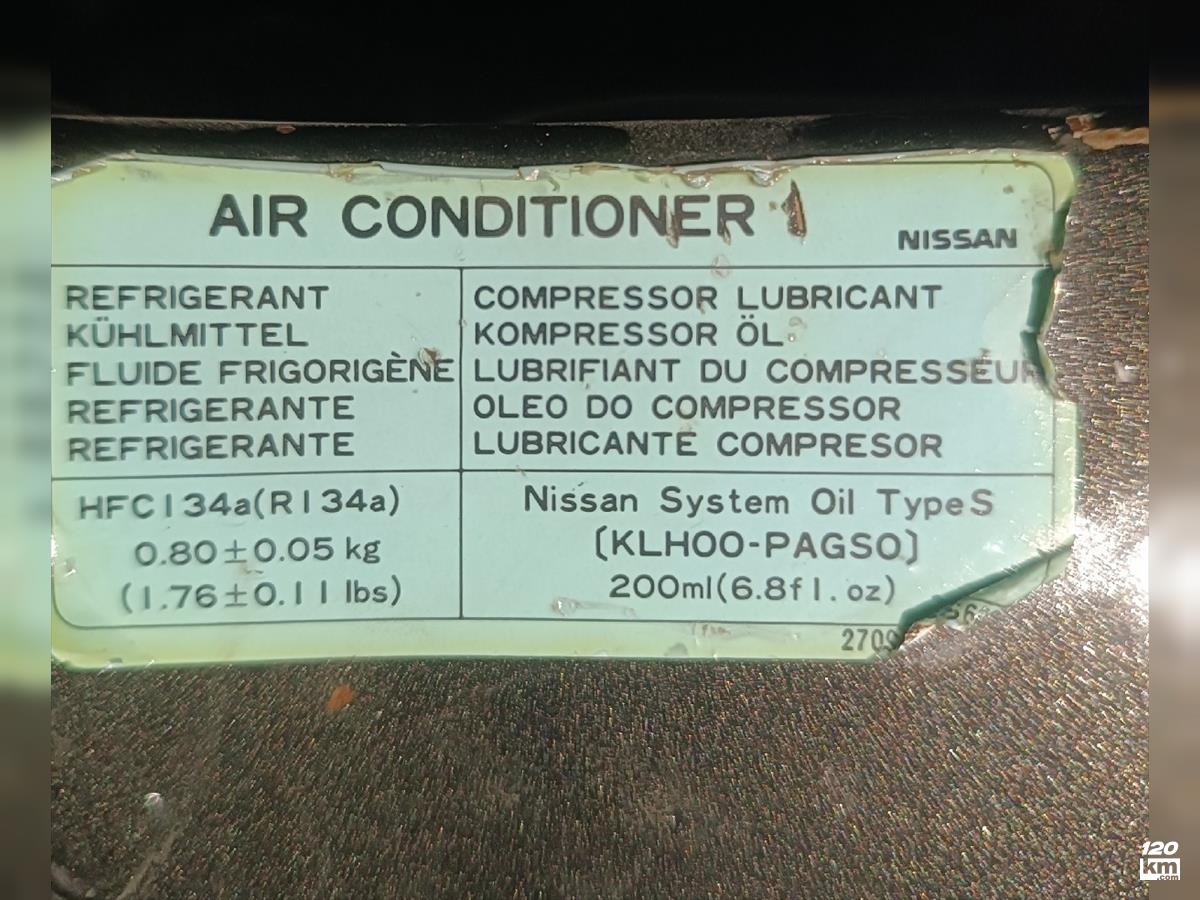 AIR CONDITIONER
NISSAN
REFRIGERANT
KÜHLMITTEL
FLUIDE FRIGORIGÈNE
REFRIGERANTE
REFRIGERANTE
COMPRESSOR LUBRICANT
KOMPRESSOR ÖL
LUBRIFIANT DU COMPRESSEUR
OLEO DO COMPRESSOR
LUBRICANTE COMPRESOR
HFC134a(R134a)
0.80±0.05 kg
(1.76±0.11 lbs)
Nissan System Oil Type S
(KLH00-PAGS0)
200ml(6.8fl. oz)
120
km
.com